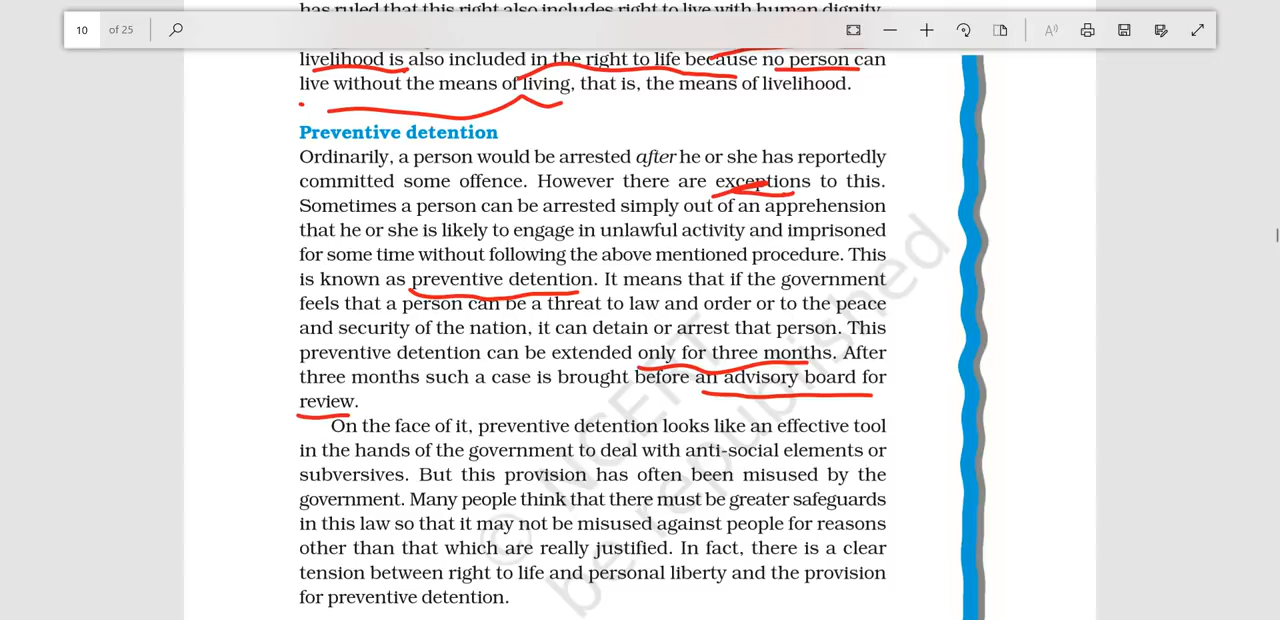 has ruled that this right also includes right to live with human dignity,
10 of 25
livelihood is also included in the right to life because no person can
live without the means of living, that is, the means of livelihood.
Preventive detention
Ordinarily, a person would be arrested after he or she has reportedly
committed some offence. However there are exceptions to this.
Sometimes a person can be arrested simply out of an apprehension
that he or she is likely to engage in unlawful activity and imprisoned
for some time without following the above mentioned procedure. This
is known as preventive detention. It means that if the government
feels that a person can be a threat to law and order or to the peace
and security of the nation, it can detain or arrest that person. This
preventive detention can be extended only for three months. After
three months such a case is brought before an advisory board for
review.
On the face of it, preventive detention looks like an effective tool
in the hands of the government to deal with anti-social elements or
subversives. But this provision has often been misused by the
government. Many people think that there must be greater safeguards
in this law so that it may not be misused against people for reasons
other than that which are really justified. In fact, there is a clear
tension between right to life and personal liberty and the provision
for preventive detention.
© NCERT
be republished